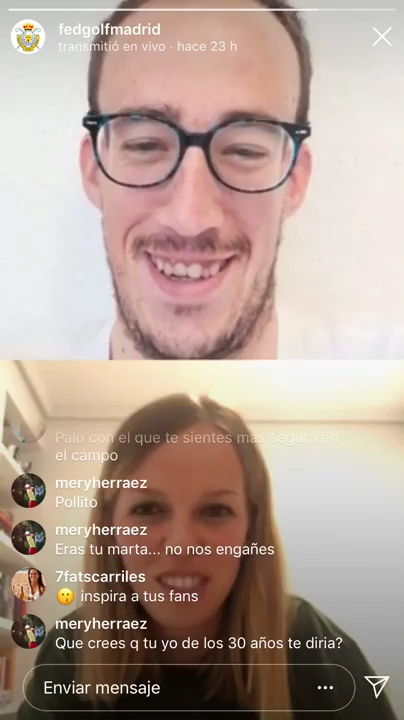 fedgolfmadrid
transmitió en vivo · hace 23 h
Palo con el que te sientes mas segura en
el campo
meryherraez
Pollito
meryherraez
Eras tu marta... no nos engañes
7fatscarriles
inspira a tus fans
meryherraez
Que crees q tu yo de los 30 años te diria?
Enviar mensaje